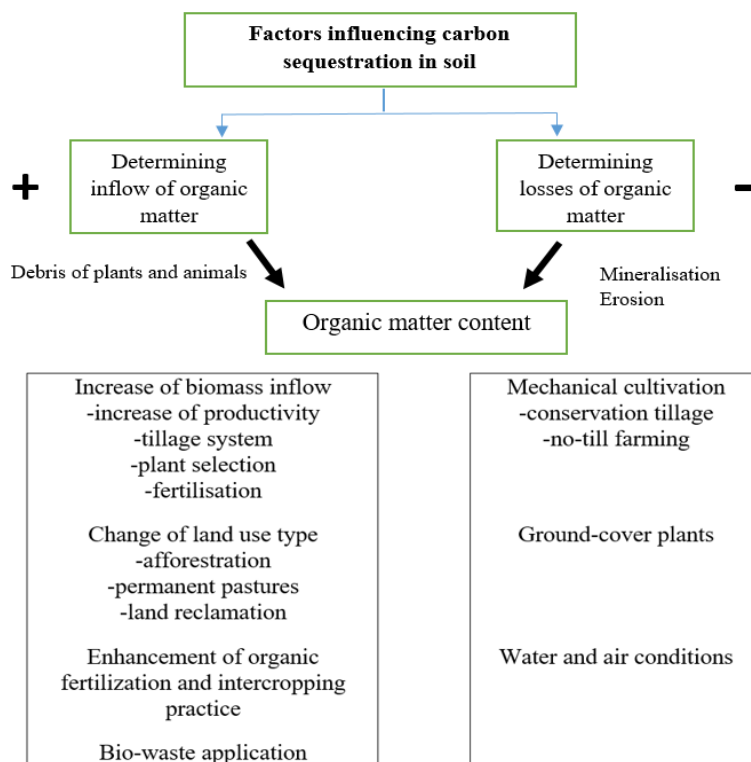 Factors influencing carbon
sequestration in soil
+
Determining
inflow of organic
matter
Determining
losses of organic
matter
-
Debris of plants and animals
Mineralisation
Erosion
Organic matter content
Increase of biomass inflow
-increase of productivity
-tillage system
-plant selection
-fertilisation
Change of land use type
-afforestration
-permanent pastures
-land reclamation
Enhancement of organic
fertilization and intercropping
practice
Bio-waste application
Mechanical cultivation
-conservation tillage
-no-till farming
Ground-cover plants
Water and air conditions